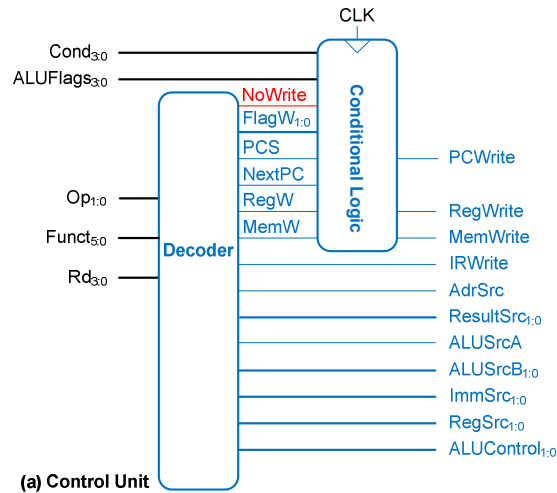 CLK
Cond3:0
ALUFlags3:0
NoWrite
FlagW1:0
PCS
NextPC
RegW
MemW
Conditional Logic
PCWrite
RegWrite
MemWrite
Op1:0
Funct5:0
Rd3:0
Decoder
IRWrite
AdrSrc
ResultSrc1:0
ALUSrcA
ALUSrcB1:0
ImmSrc1:0
RegSrc1:0
ALUControl1:0
(a) Control Unit